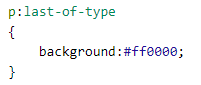 p:last-of-type
{
    background:#ff0000;
}